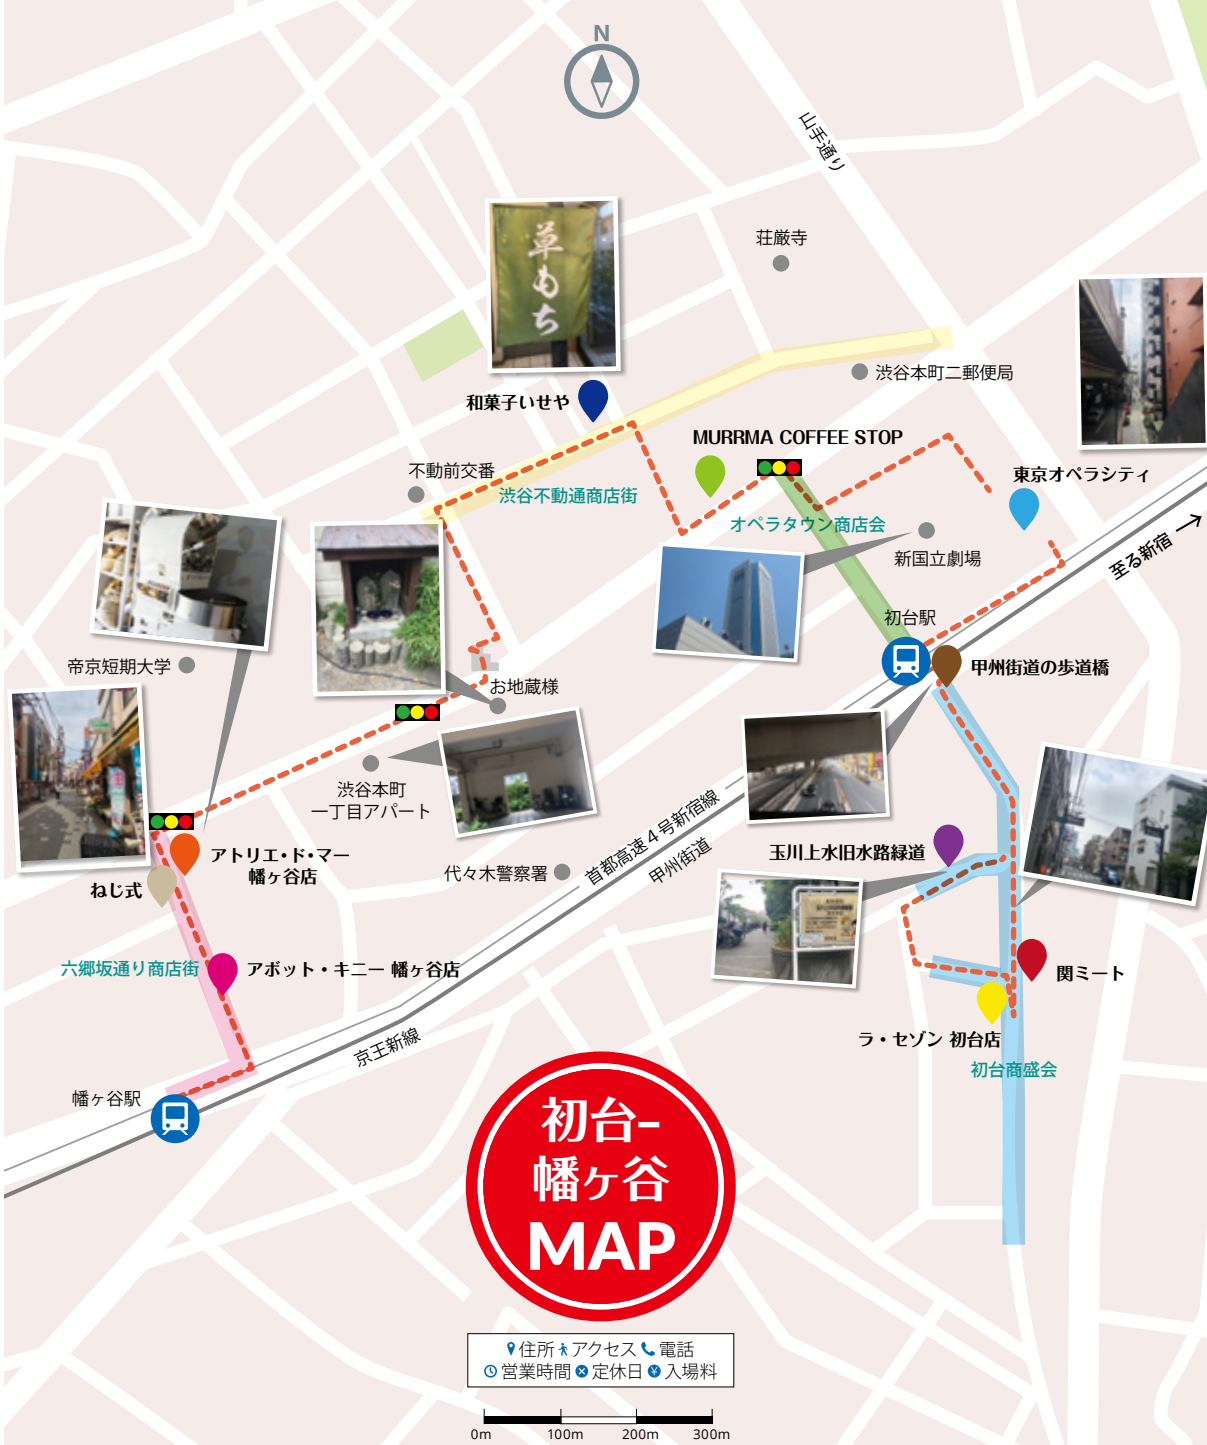 N
山手通り
荘厳寺
草もち
渋谷本町二郵便局
和菓子いせや
MURRMA COFFEE STOP
不動前交番
渋谷不動通商店街
東京オペラシティ
オペラタウン商店会
新国立劇場
至る新宿
初台駅
帝京短期大学
お地蔵様
甲州街道の歩道橋
渋谷本町
一丁目アパート
首都高速4号新宿線
甲州街道
アトリエ・ド・マー
幡ヶ谷店
代々木警察署
玉川上水旧水路緑道
ねじ式
六郷坂通り商店街
アボット・キニー 幡ヶ谷店
関ミート
ラ・セゾン 初台店
初台商盛会
京王新線
幡ヶ谷駅
初台-
幡ヶ谷
MAP
住所 アクセス 電話
営業時間 定休日 入場料
0m 100m 200m 300m